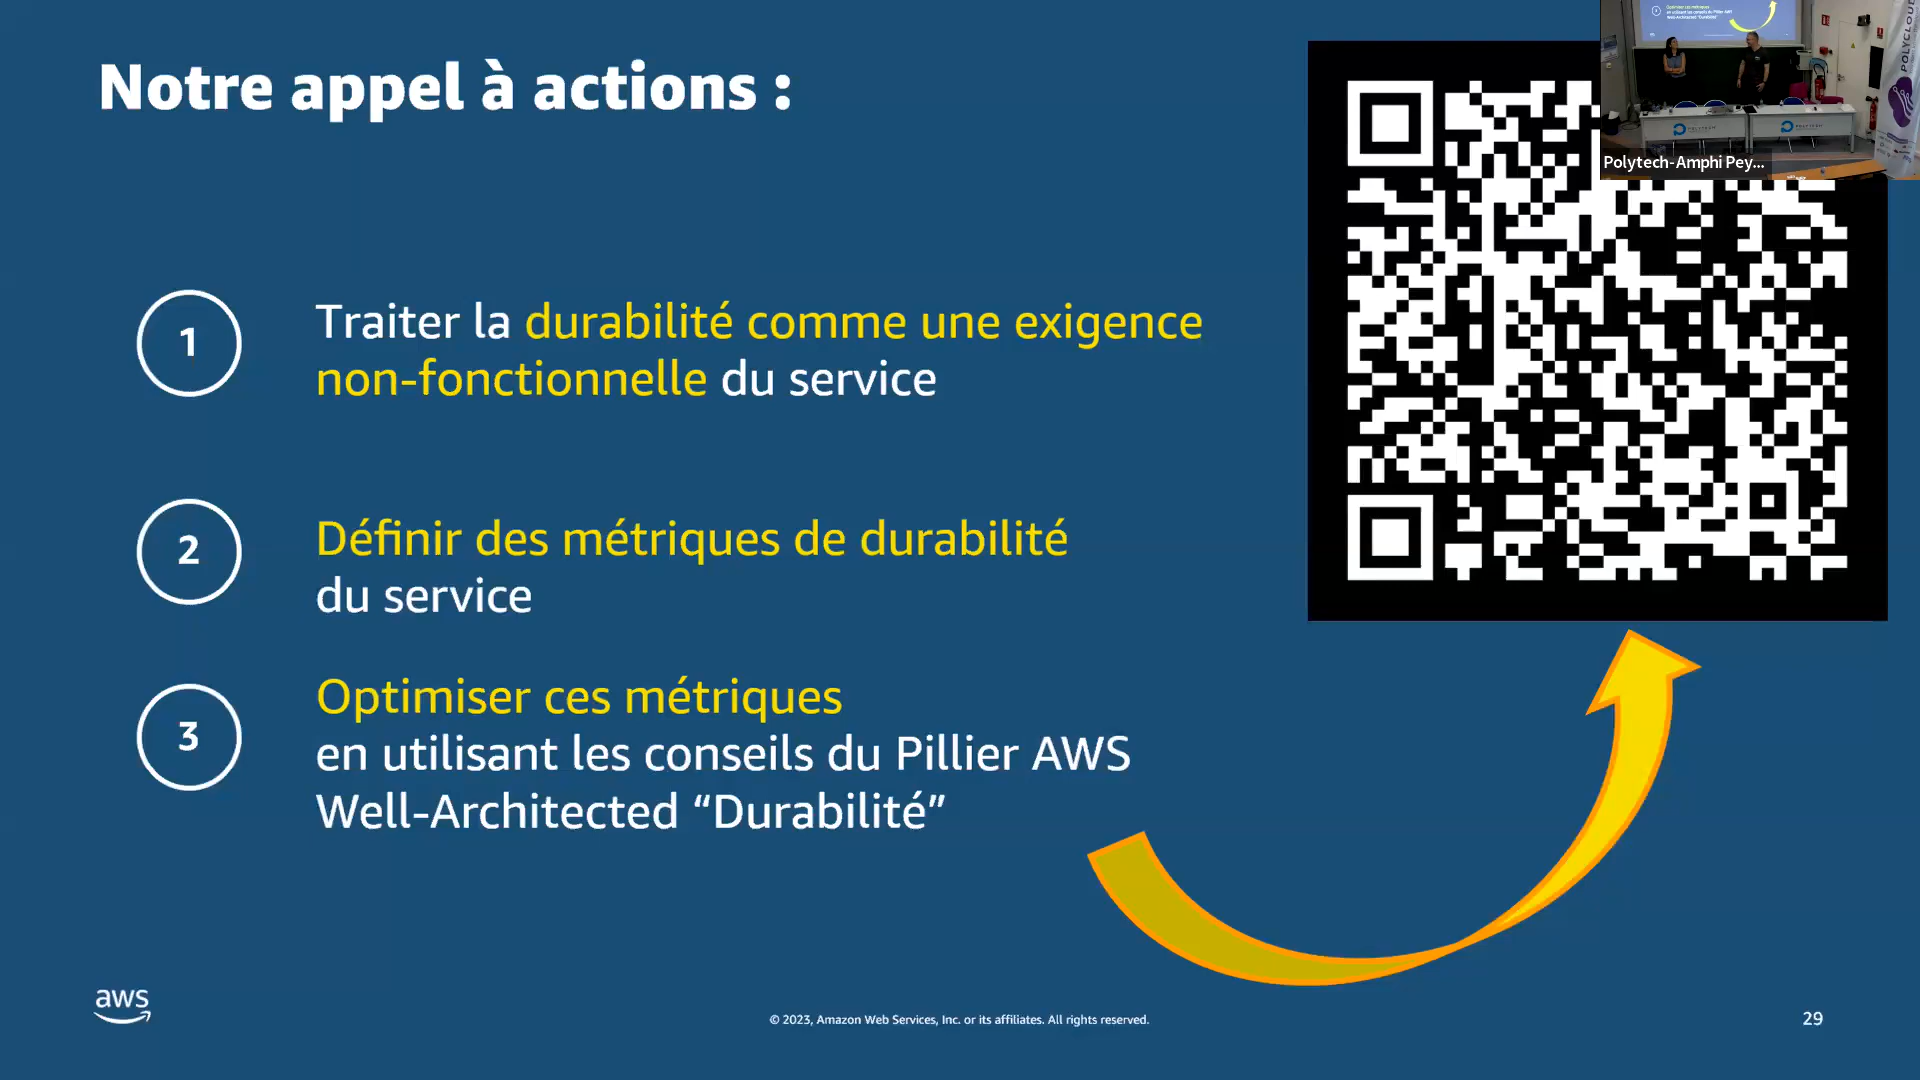 Notre appel à actions :
1
Traiter la durabilité comme une exigence
non-fonctionnelle du service
2
Définir des métriques de durabilité
du service
3
Optimiser ces métriques
en utilisant les conseils du Pillier AWS
Well-Architected “Durabilité”
Polytech-Amphi Pey...
POLYCLOUD
POLYTECH
aws
© 2023, Amazon Web Services, Inc. or its affiliates. All rights reserved.
29